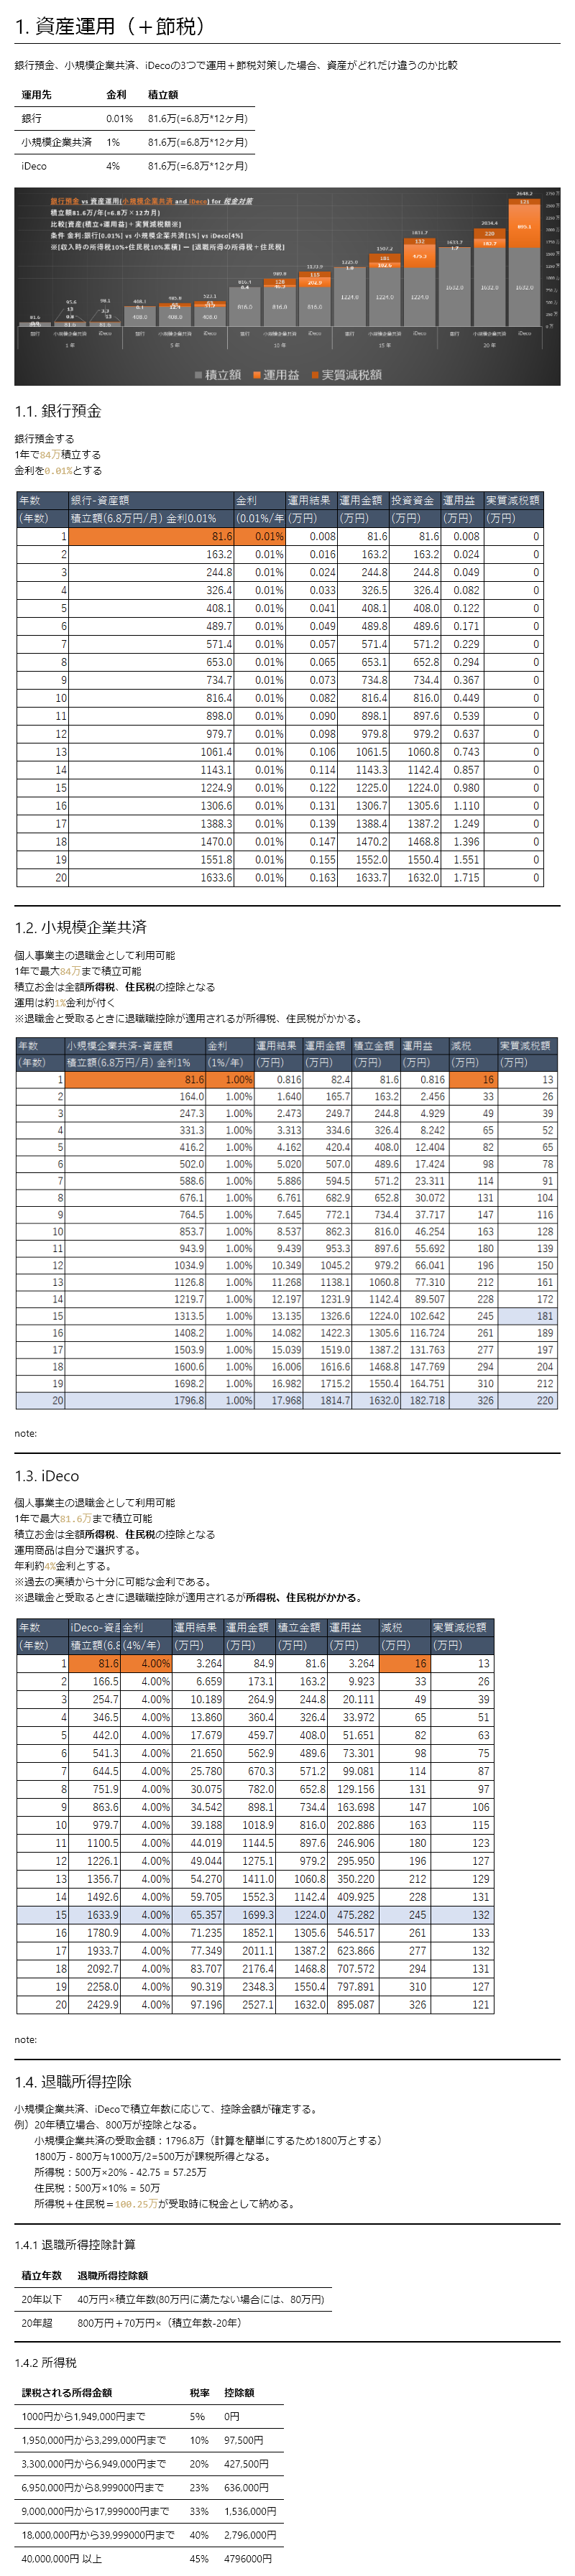 1. 資産運用（＋節税）
銀行預金、小規模企業共済、iDecoの3つで運用＋節税対策した場合、資産がどれだけ違うのか比較
運用先 金利 積立額
銀行 0.01% 81.6万(=6.8万*12ヶ月)
小規模企業共済 1% 81.6万(=6.8万*12ヶ月)
iDeco 4% 81.6万(=6.8万*12ヶ月)
銀行預金 vs 資産運用[小規模企業共済 and iDeco] for 税金対策
積立額81.6万/年(=6.8万×12カ月)
比較[資産(積立+運用益)＋実質減税額※]
条件 金利:銀行[0.01%] vs 小規模企業共済[1%] vs iDeco[4%]
※[収入時の所得税10%+住民税10%累積] ー [退職所得の所得税＋住民税]
1 年 5 年 10 年 15 年 20 年
積立額 運用益 実質減税額
1.1. 銀行預金
銀行預金する
1年で84万積立する
金利を0.01%とする
年数 銀行-資産額 金利 運用結果 運用金額 投資資金 運用益 実質減税額
(年数) 積立額(6.8万円/月) 金利0.01% (0.01%/年 (万円) (万円) (万円) (万円) (万円)
1 81.6 0.01% 0.008 81.6 81.6 0.008 0
2 163.2 0.01% 0.016 163.2 163.2 0.024 0
3 244.8 0.01% 0.024 244.8 244.8 0.049 0
4 326.4 0.01% 0.033 326.5 326.4 0.082 0
5 408.1 0.01% 0.041 408.1 408.0 0.122 0
6 489.7 0.01% 0.049 489.8 489.6 0.171 0
7 571.4 0.01% 0.057 571.4 571.2 0.229 0
8 653.0 0.01% 0.065 653.1 652.8 0.294 0
9 734.7 0.01% 0.073 734.8 734.4 0.367 0
10 816.4 0.01% 0.082 816.4 816.0 0.449 0
11 898.0 0.01% 0.090 898.1 897.6 0.539 0
12 979.7 0.01% 0.098 979.8 979.2 0.637 0
13 1061.4 0.01% 0.106 1061.5 1060.8 0.743 0
14 1143.1 0.01% 0.114 1143.3 1142.4 0.857 0
15 1224.9 0.01% 0.122 1225.0 1224.0 0.980 0
16 1306.6 0.01% 0.131 1306.7 1305.6 1.110 0
17 1388.3 0.01% 0.139 1388.4 1387.2 1.249 0
18 1470.0 0.01% 0.147 1470.2 1468.8 1.396 0
19 1551.8 0.01% 0.155 1552.0 1550.4 1.551 0
20 1633.6 0.01% 0.163 1633.7 1632.0 1.715 0
1.2. 小規模企業共済
個人事業主の退職金として利用可能
1年で最大84万まで積立可能
積立お金は全額所得税、住民税の控除となる
運用は約1%金利が付く
※退職金と受取るときに退職職控除が適用されるが所得税、住民税がかかる。
年数 小規模企業共済-資産額 金利 運用結果 運用金額 積立金額 運用益 減税 実質減税額
(年数) 積立額(6.8万円/月) 金利1% (1%/年) (万円) (万円) (万円) (万円) (万円) (万円)
1 81.6 1.00% 0.816 82.4 81.6 0.816 16 13
2 164.0 1.00% 1.640 165.7 163.2 2.456 33 26
3 247.3 1.00% 2.473 249.7 244.8 4.929 49 39
4 331.3 1.00% 3.313 334.6 326.4 8.242 65 52
5 416.2 1.00% 4.162 420.4 408.0 12.404 82 65
6 502.0 1.00% 5.020 507.0 489.6 17.424 98 78
7 588.6 1.00% 5.886 594.5 571.2 23.311 114 91
8 676.1 1.00% 6.761 682.9 652.8 30.072 131 104
9 764.5 1.00% 7.645 772.1 734.4 37.717 147 116
10 853.7 1.00% 8.537 862.3 816.0 46.254 163 128
11 943.9 1.00% 9.439 953.3 897.6 55.692 180 139
12 1034.9 1.00% 10.349 1045.2 979.2 66.041 196 150
13 1126.8 1.00% 11.268 1138.1 1060.8 77.310 212 161
14 1219.7 1.00% 12.197 1231.9 1142.4 89.507 228 172
15 1313.5 1.00% 13.135 1326.6 1224.0 102.642 245 181
16 1408.2 1.00% 14.082 1422.3 1305.6 116.724 261 189
17 1503.9 1.00% 15.039 1519.0 1387.2 131.763 277 197
18 1600.6 1.00% 16.006 1616.6 1468.8 147.769 294 204
19 1698.2 1.00% 16.982 1715.2 1550.4 164.751 310 212
20 1796.8 1.00% 17.968 1814.7 1632.0 182.718 326 220
note:
1.3. iDeco
個人事業主の退職金として利用可能
1年で最大81.6万まで積立可能
積立お金は全額所得税、住民税の控除となる
運用商品は自分で選択する。
年利約4%金利とする。
※過去の実績から十分に可能な金利である。
※退職金と受取るときに退職職控除が適用されるが所得税、住民税がかかる。
年数 iDeco-資産 金利 運用結果 運用金額 積立金額 運用益 減税 実質減税額
(年数) 積立額(6.8 (4%/年) (万円) (万円) (万円) (万円) (万円) (万円)
1 81.6 4.00% 3.264 84.9 81.6 3.264 16 13
2 166.5 4.00% 6.659 173.1 163.2 9.923 33 26
3 254.7 4.00% 10.189 264.9 244.8 20.111 49 39
4 346.5 4.00% 13.860 360.4 326.4 33.972 65 51
5 442.0 4.00% 17.679 459.7 408.0 51.651 82 63
6 541.3 4.00% 21.650 562.9 489.6 73.301 98 75
7 644.5 4.00% 25.780 670.3 571.2 99.081 114 87
8 751.9 4.00% 30.075 782.0 652.8 129.156 131 97
9 863.6 4.00% 34.542 898.1 734.4 163.698 147 106
10 979.7 4.00% 39.188 1018.9 816.0 202.886 163 115
11 1100.5 4.00% 44.019 1144.5 897.6 246.906 180 123
12 1226.1 4.00% 49.044 1275.1 979.2 295.950 196 127
13 1356.7 4.00% 54.270 1411.0 1060.8 350.220 212 129
14 1492.6 4.00% 59.705 1552.3 1142.4 409.925 228 131
15 1633.9 4.00% 65.357 1699.3 1224.0 475.282 245 132
16 1780.9 4.00% 71.235 1852.1 1305.6 546.517 261 133
17 1933.7 4.00% 77.349 2011.1 1387.2 623.866 277 132
18 2092.7 4.00% 83.707 2176.4 1468.8 707.572 294 131
19 2258.0 4.00% 90.319 2348.3 1550.4 797.891 310 127
20 2429.9 4.00% 97.196 2527.1 1632.0 895.087 326 121
note:
1.4. 退職所得控除
小規模企業共済、iDecoで積立年数に応じて、控除金額が確定する。
例）20年積立場合、800万が控除となる。
小規模企業共済の受取金額：1796.8万（計算を簡単にするため1800万とする）
1800万 - 800万≒1000万/2=500万が課税所得となる。
所得税：500万×20% - 42.75 = 57.25万
住民税：500万×10% = 50万
所得税＋住民税＝100.25万が受取時に税金として納める。
1.4.1 退職所得控除計算
積立年数 退職所得控除額
20年以下 40万円×積立年数(80万円に満たない場合には、80万円)
20年超 800万円＋70万円×（積立年数-20年）
1.4.2 所得税
課税される所得金額 税率 控除額
1000円から1,949,000円まで 5% 0円
1,950,000円から3,299,000円まで 10% 97,500円
3,300,000円から6,949,000円まで 20% 427,500円
6,950,000円から8,999000円まで 23% 636,000円
9,000,000円から17,999000円まで 33% 1,536,000円
18,000,000円から39,999000円まで 40% 2,796,000円
40,000,000円 以上 45% 4796000円